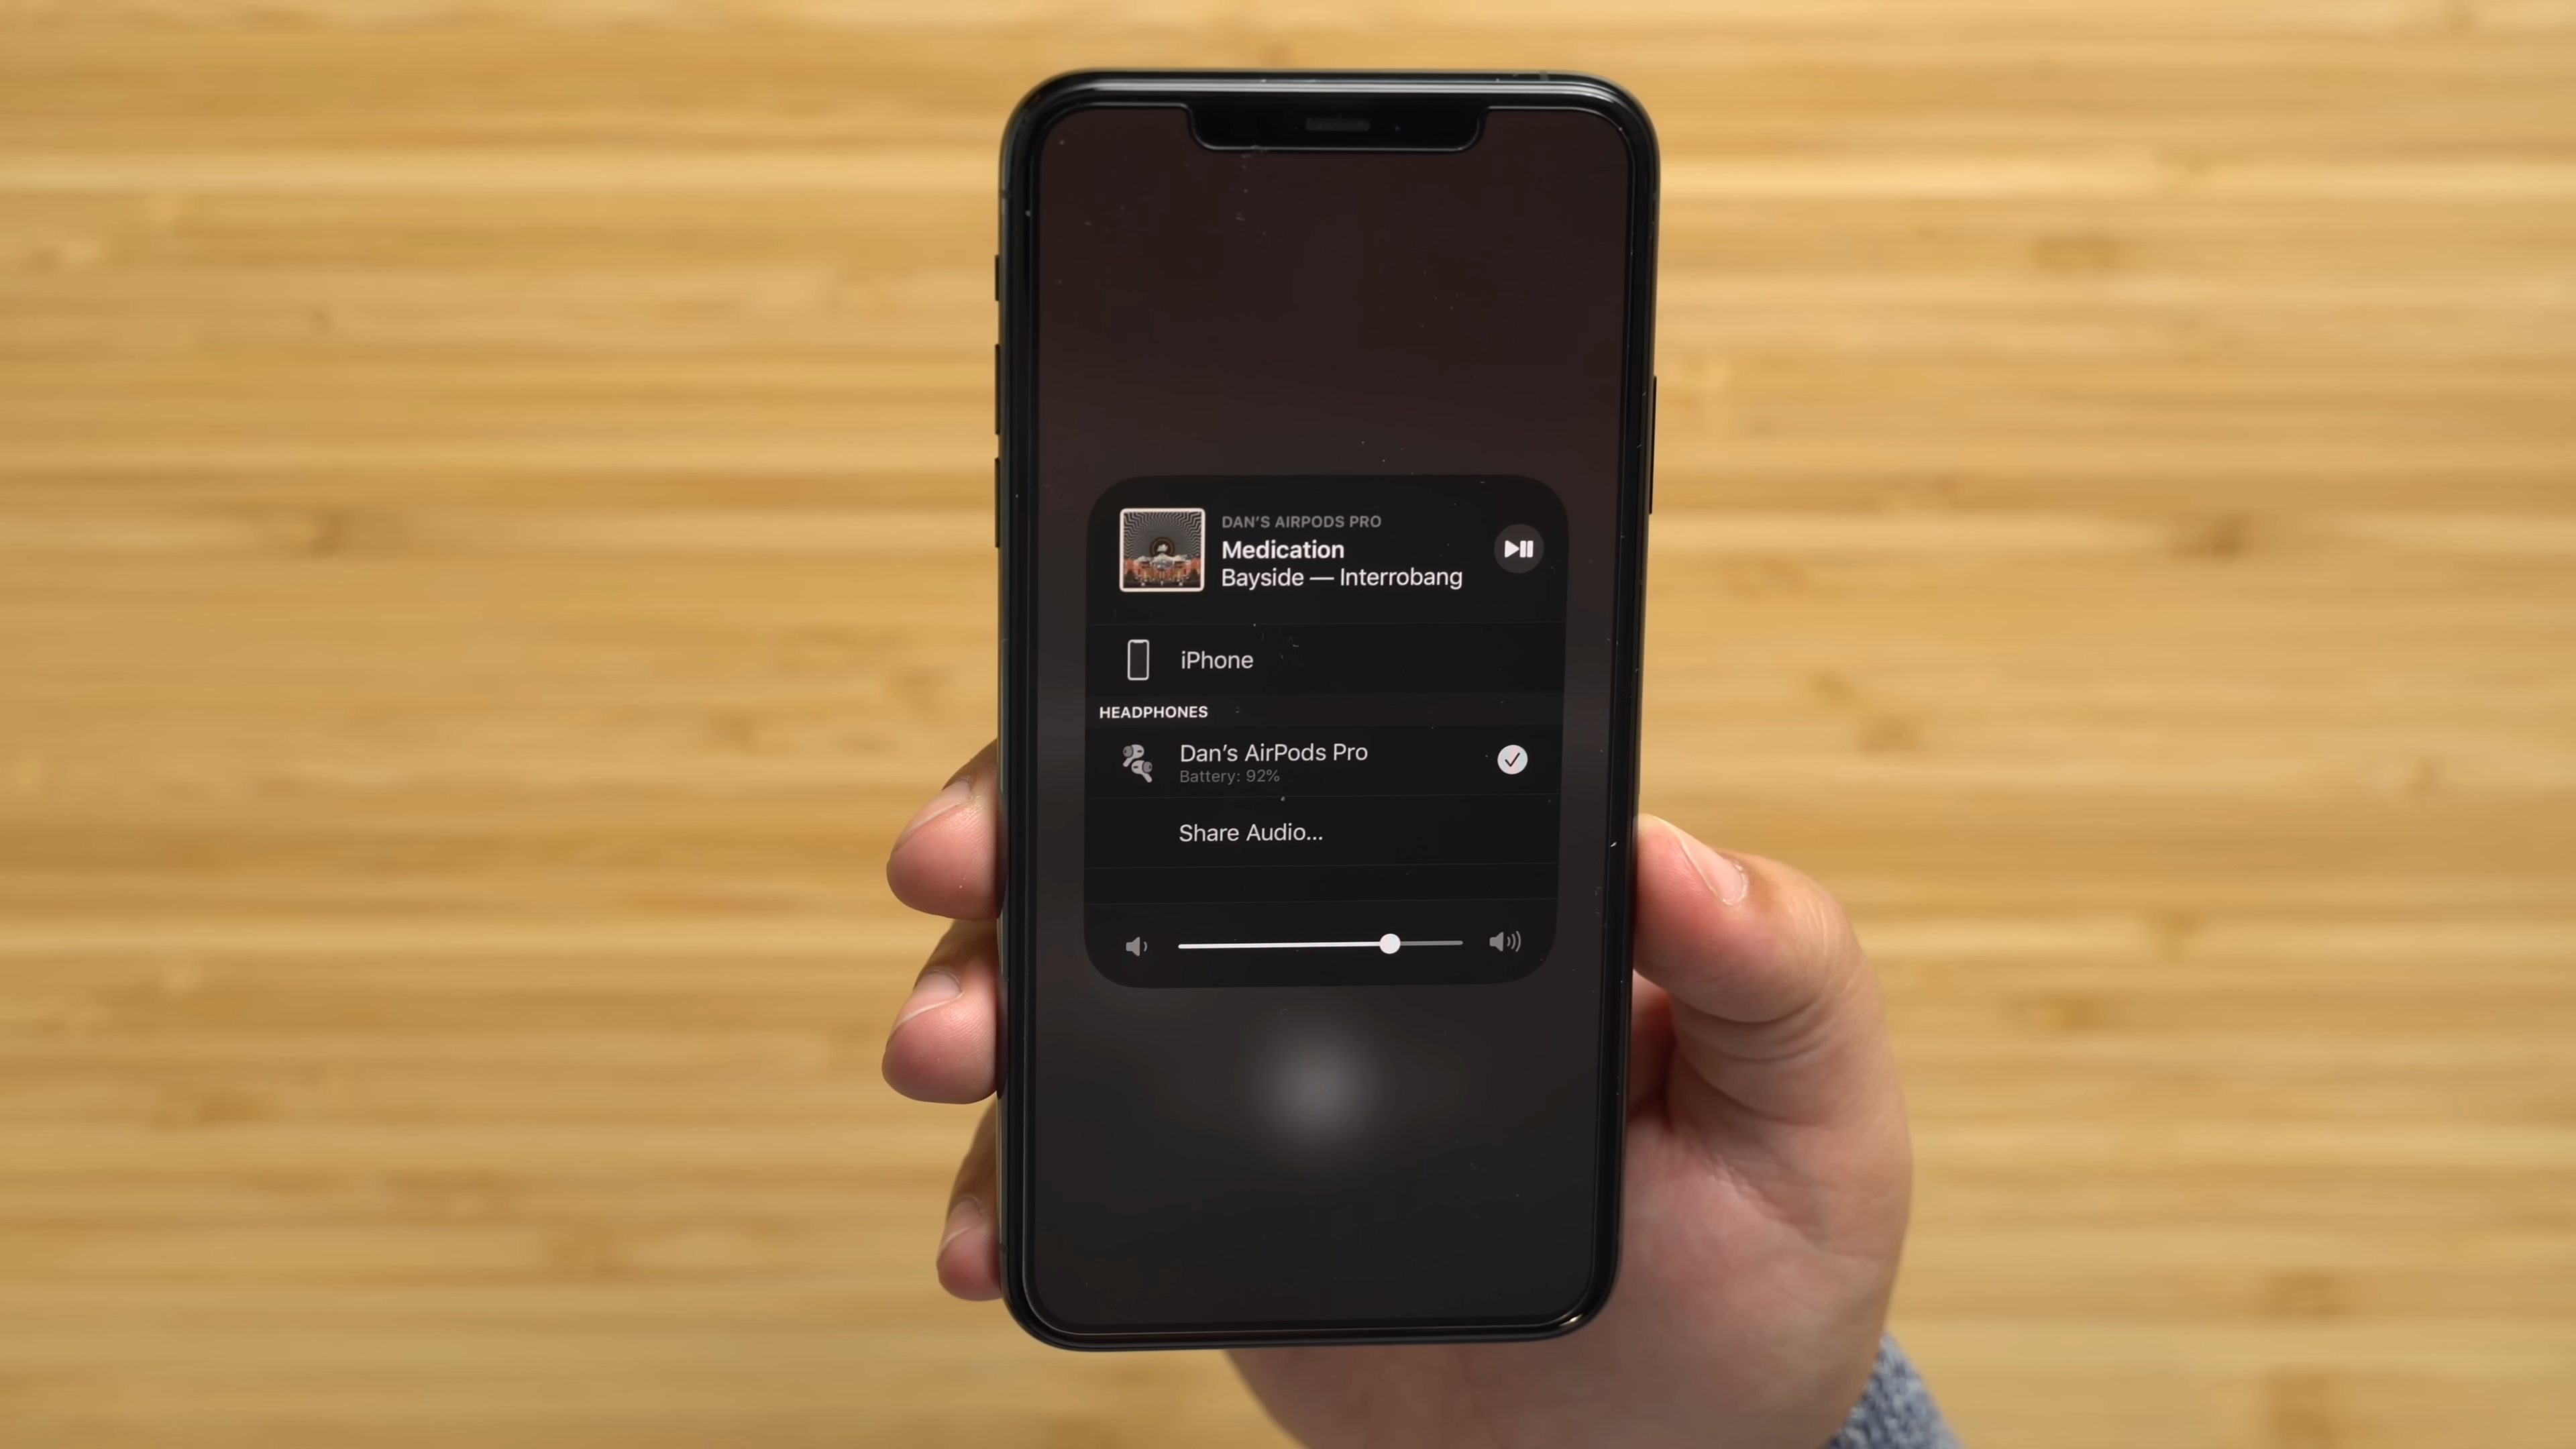 DAN'S AIRPODS PRO
Medication
Bayside — Interrobang
iPhone
HEADPHONES
Dan's AirPods Pro
Battery: 92%
Share Audio...